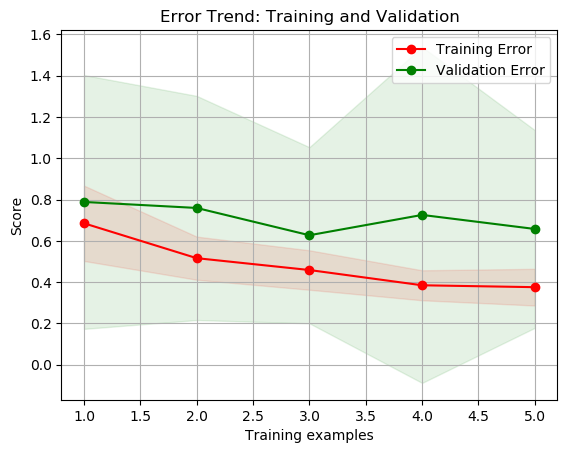 Error Trend: Training and Validation
Training Error
Validation Error
Score
1.6
1.4
1.2
1.0
0.8
0.6
0.4
0.2
0.0
1.0 1.5 2.0 2.5 3.0 3.5 4.0 4.5 5.0
Training examples